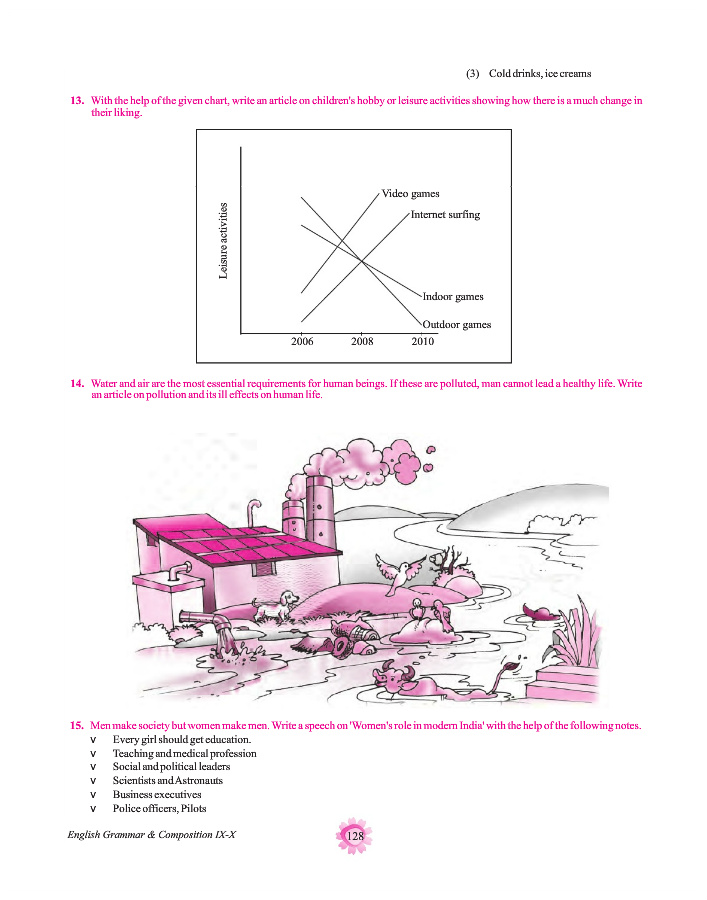 (3) Cold drinks, ice creams
13. With the help of the given chart, write an article on children's hobby or leisure activities showing how there is a much change in
their liking.
Video games
Internet surfing
Leisure activities
Indoor games
Outdoor games
2006 2008 2010
14. Water and air are the most essential requirements for human beings. If these are polluted, man cannot lead a healthy life. Write
an article on pollution and its ill effects on human life.
15. Men make society but women make men. Write a speech on 'Women's role in modern India' with the help of the following notes.
v Every girl should get education.
v Teaching and medical profession
v Social and political leaders
v Scientists and Astronauts
v Business executives
v Police officers, Pilots
English Grammar & Composition IX-X
128